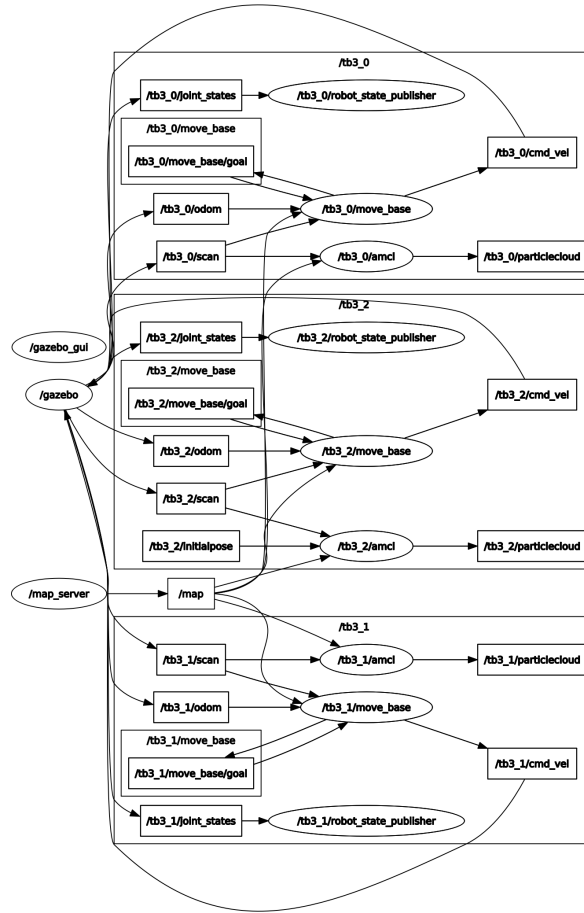 /tb3_0
/tb3_0/joint_states
/tb3_0/robot_state_publisher
/tb3_0/move_base
/tb3_0/move_base/goal
/tb3_0/cmd_vel
/tb3_0/odom
/tb3_0/move_base
/tb3_0/scan
/tb3_0/amcl
/tb3_0/particlecloud
/tb3_2
/gazebo_gui
/tb3_2/joint_states
/tb3_2/robot_state_publisher
/tb3_2/move_base
/gazebo
/tb3_2/move_base/goal
/tb3_2/cmd_vel
/tb3_2/odom
/tb3_2/move_base
/tb3_2/scan
/tb3_2/initialpose
/tb3_2/amcl
/tb3_2/particlecloud
/map_server
/map
/tb3_1
/tb3_1/scan
/tb3_1/amcl
/tb3_1/particlecloud
/tb3_1/odom
/tb3_1/move_base
/tb3_1/move_base
/tb3_1/move_base/goal
/tb3_1/cmd_vel
/tb3_1/joint_states
/tb3_1/robot_state_publisher